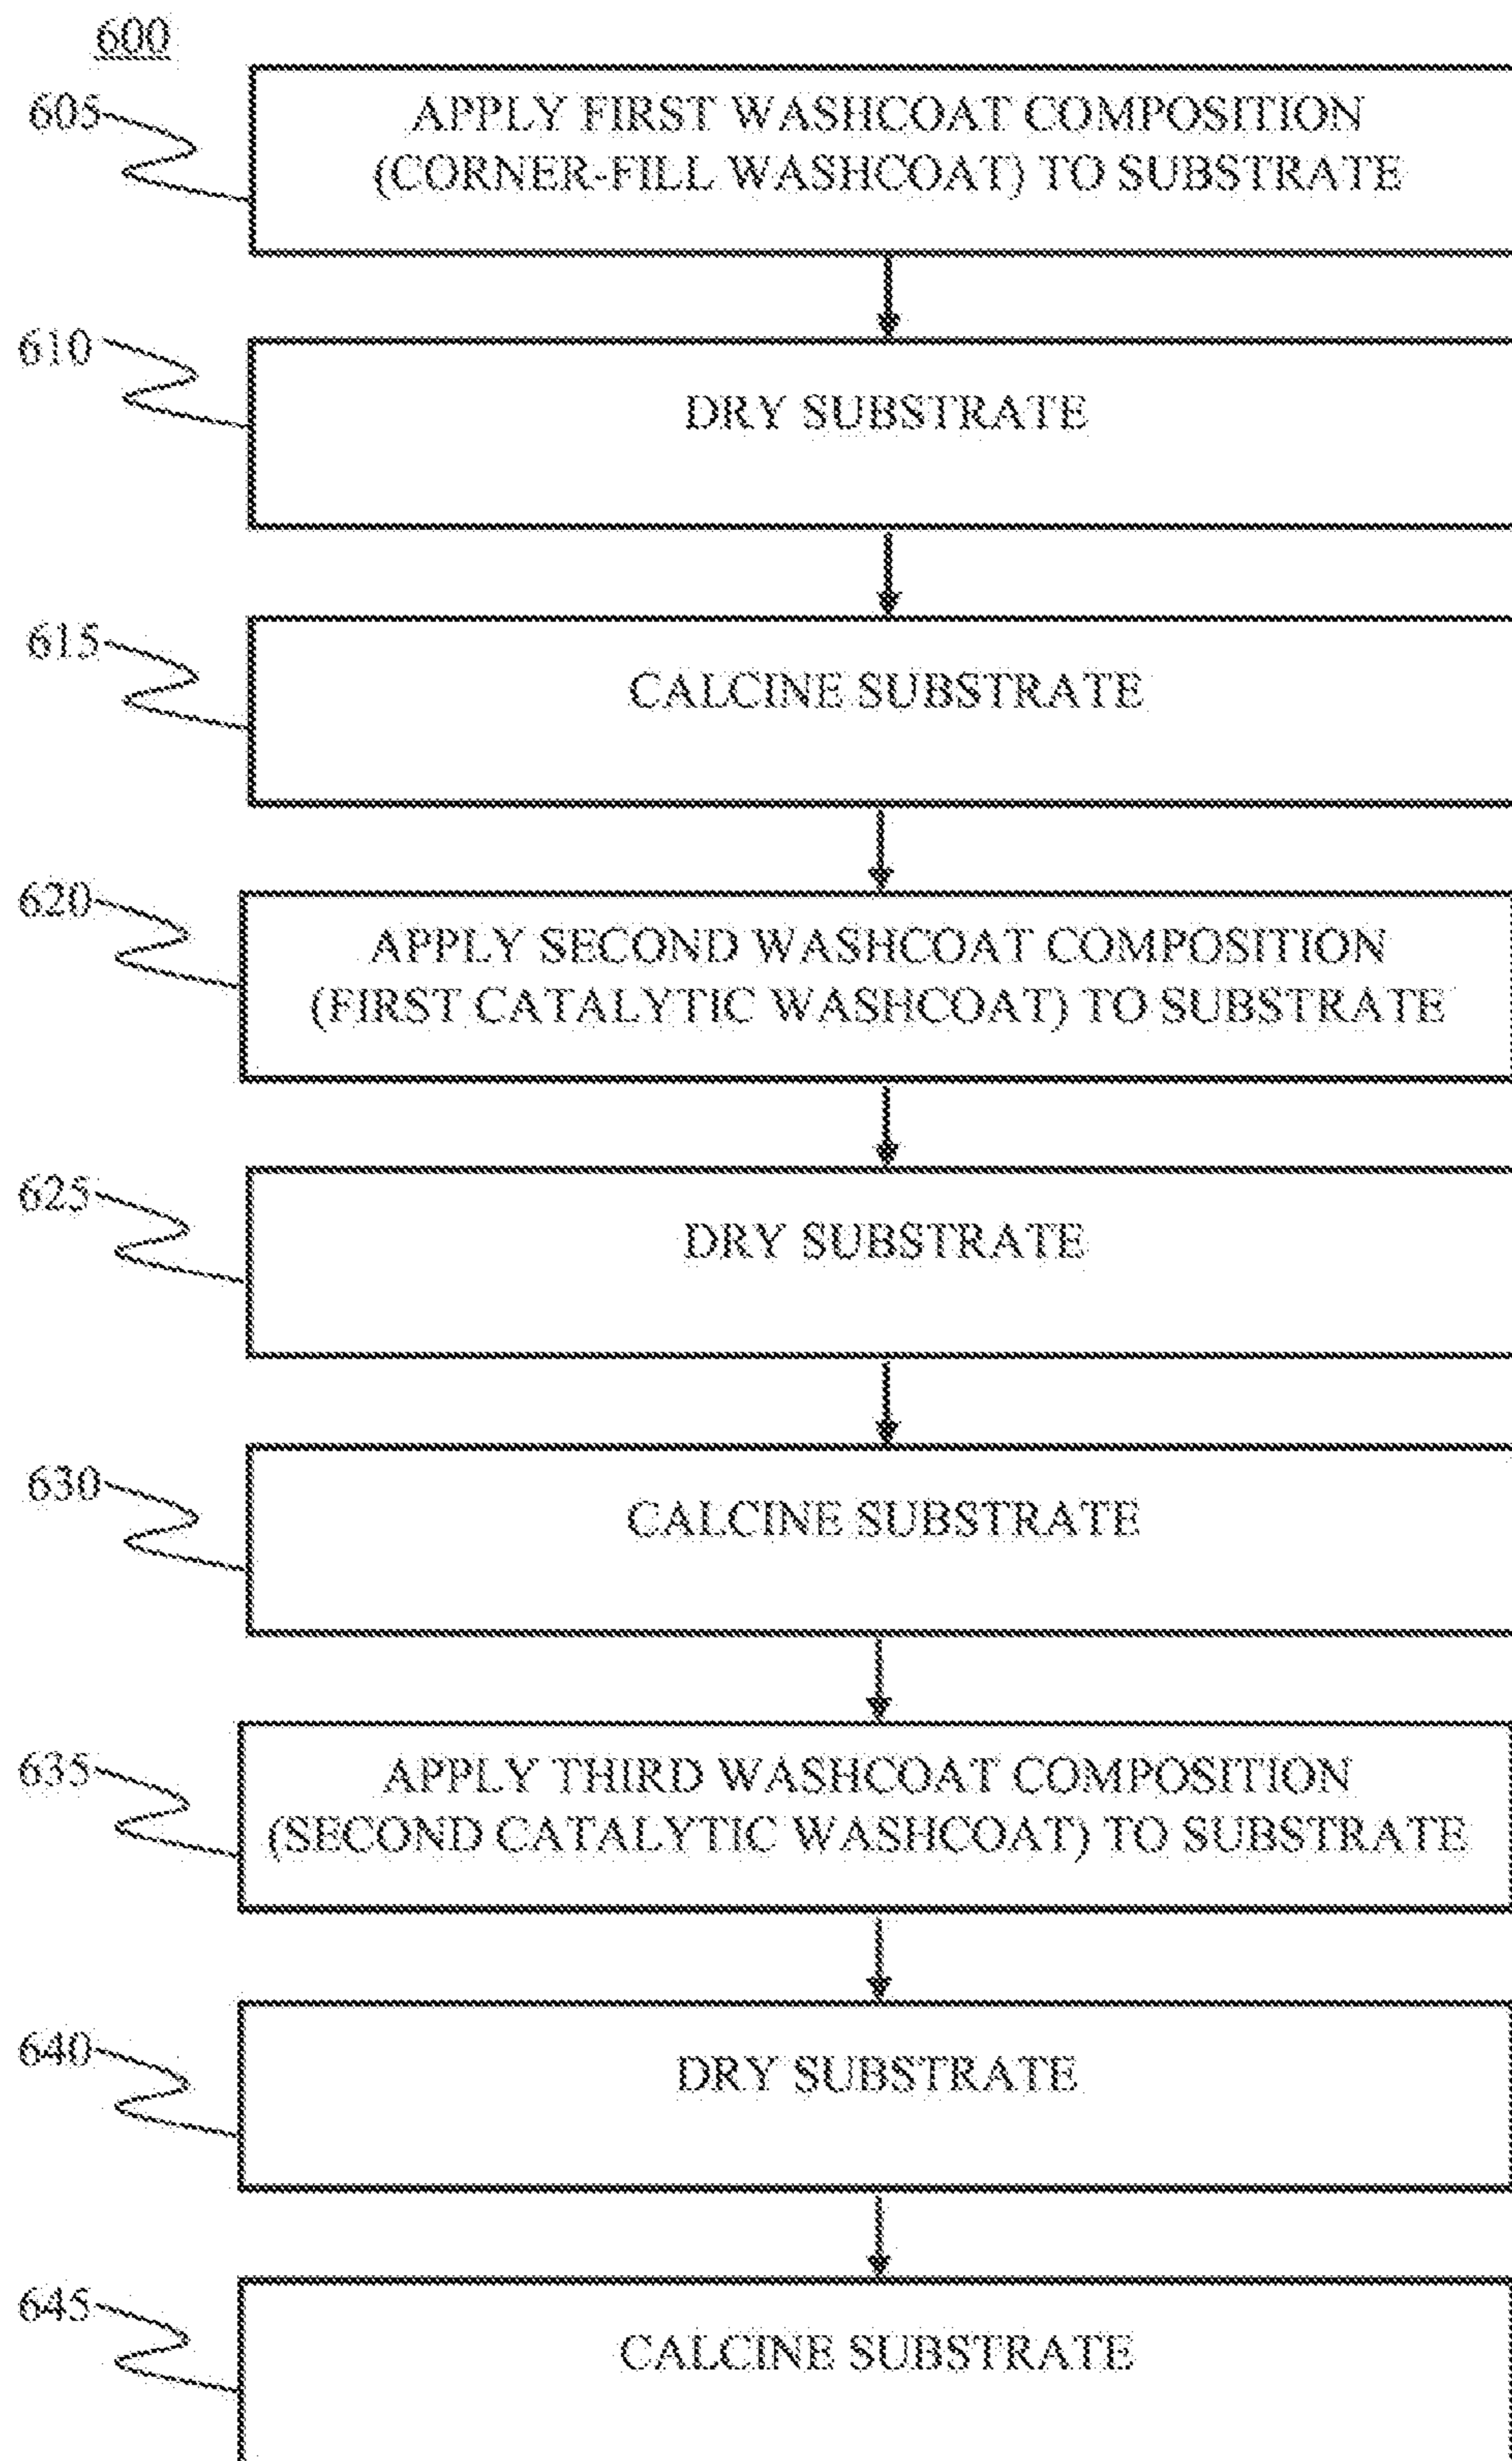 600
605
APPLY FIRST WASHCOAT COMPOSITION
(CORNER-FILL WASHCOAT) TO SUBSTRATE
610
DRY SUBSTRATE
615
CALCINE SUBSTRATE
620
APPLY SECOND WASHCOAT COMPOSITION
(FIRST CATALYTIC WASHCOAT) TO SUBSTRATE
625
DRY SUBSTRATE
630
CALCINE SUBSTRATE
635
APPLY THIRD WASHCOAT COMPOSITION
(SECOND CATALYTIC WASHCOAT) TO SUBSTRATE
640
DRY SUBSTRATE
645
CALCINE SUBSTRATE